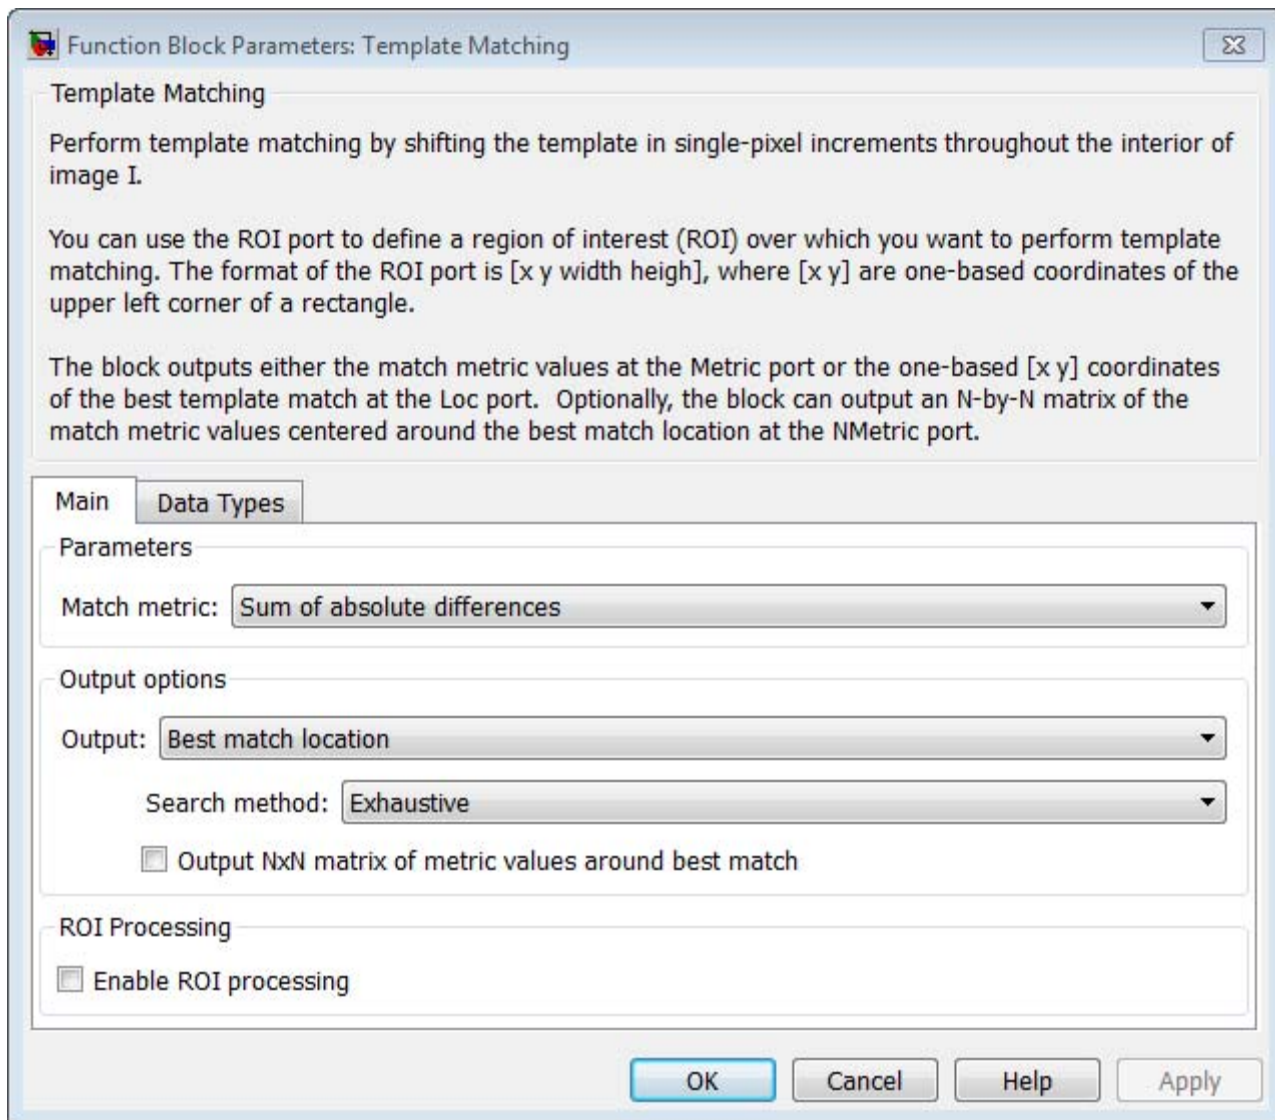 Function Block Parameters: Template Matching
Template Matching
Perform template matching by shifting the template in single-pixel increments throughout the interior of
image I.
You can use the ROI port to define a region of interest (ROI) over which you want to perform template
matching. The format of the ROI port is [x y width heigh], where [x y] are one-based coordinates of the
upper left corner of a rectangle.
The block outputs either the match metric values at the Metric port or the one-based [x y] coordinates
of the best template match at the Loc port.  Optionally, the block can output an N-by-N matrix of the
match metric values centered around the best match location at the NMetric port.
Main Data Types
Parameters
Match metric: Sum of absolute differences
Output options
Output: Best match location
Search method: Exhaustive
Output NxN matrix of metric values around best match
ROI Processing
Enable ROI processing
OK Cancel Help Apply